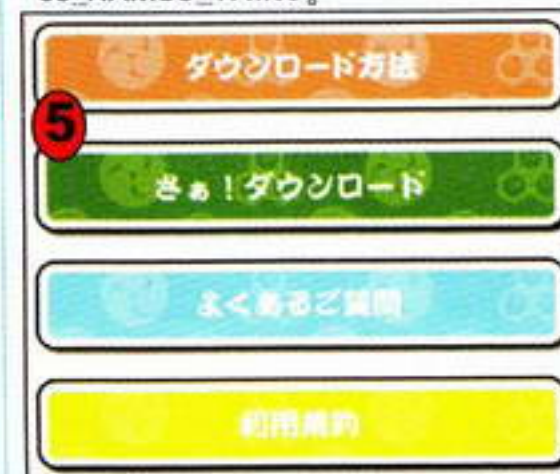 ダウンロード方法
5
さぁ！ダウンロード
よくあるご質問
利用規約